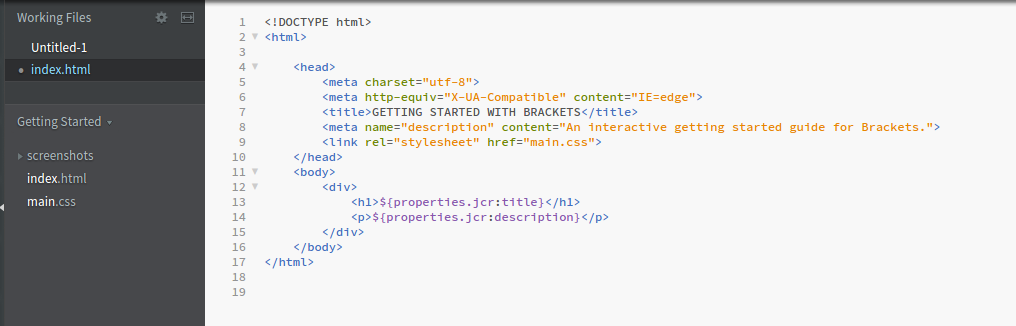 Working Files
Untitled-1
index.html
Getting Started
screenshots
index.html
main.css
1 <!DOCTYPE html>
2 <html>
3
4 <head>
5 <meta charset="utf-8">
6 <meta http-equiv="X-UA-Compatible" content="IE=edge">
7 <title>GETTING STARTED WITH BRACKETS</title>
8 <meta name="description" content="An interactive getting started guide for Brackets.">
9 <link rel="stylesheet" href="main.css">
10 </head>
11 <body>
12 <div>
13 <h1>${properties.jcr:title}</h1>
14 <p>${properties.jcr:description}</p>
15 </div>
16 </body>
17 </html>
18
19